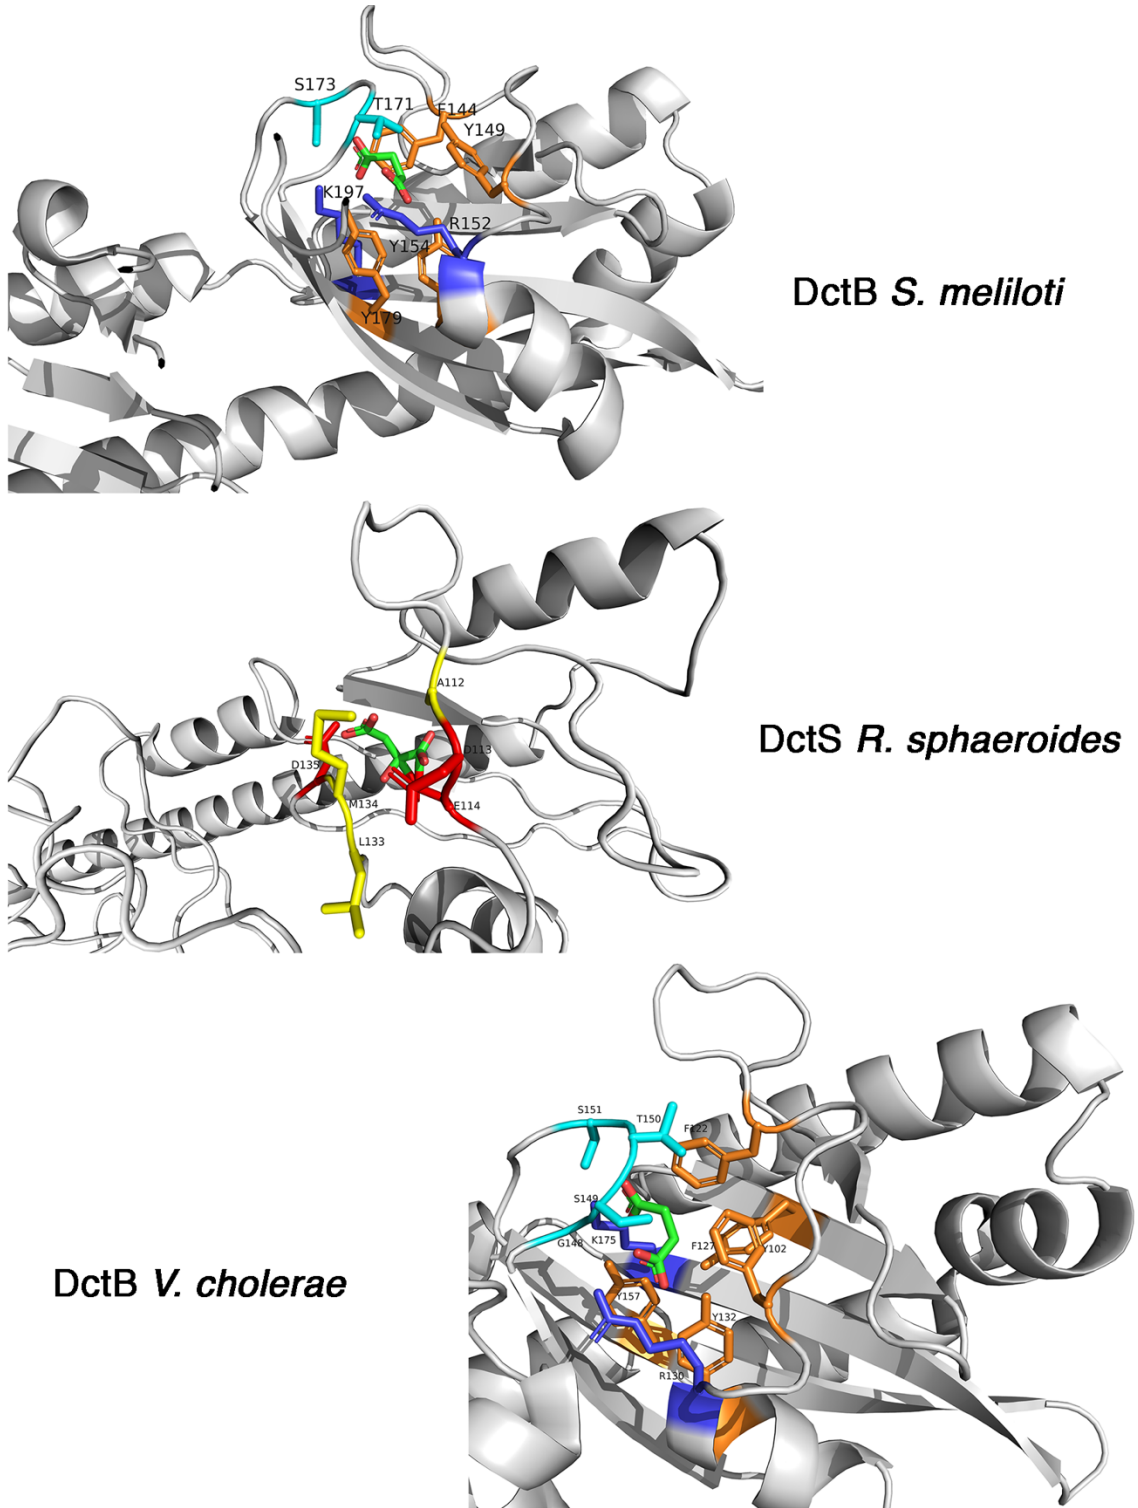 S173
T171
F144
Y149
K197
R152
Y154
Y179
DctB S. meliloti
A112
DctS R. sphaeroides
D113
D135
M134
E114
L133
S151
T150
F122
S149
G148
K175
F127
Y102
DctB V. cholerae
Y157
Y132
R130